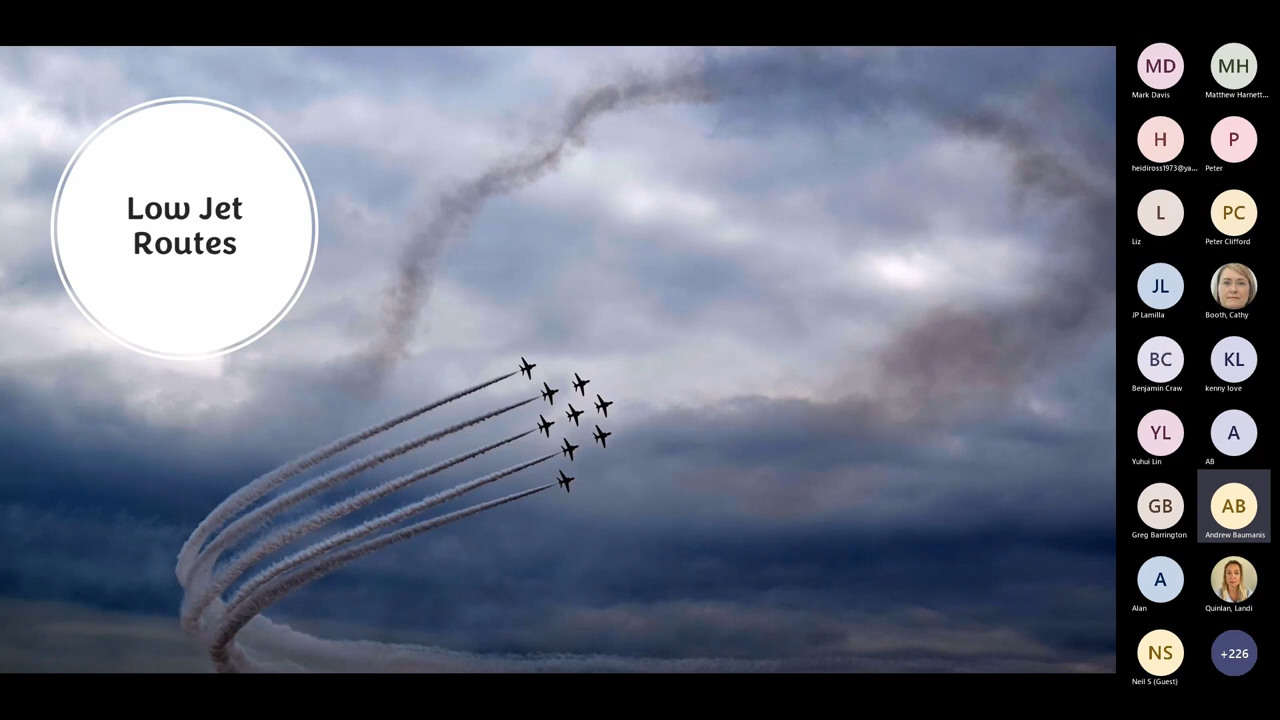 Low Jet
Routes
MD
MH
Mark Davis
Matthew Harnett...
H
P
heidiross1973@ya...
Peter
L
PC
Liz
Peter Clifford
JL
JP Lamilla
Booth, Cathy
BC
KL
Benjamin Craw
kenny love
YL
A
Yuhui Lin
AB
GB
AB
Greg Barrington
Andrew Baumanis
A
Alan
Quinlan, Landi
NS
+226
Neil S (Guest)